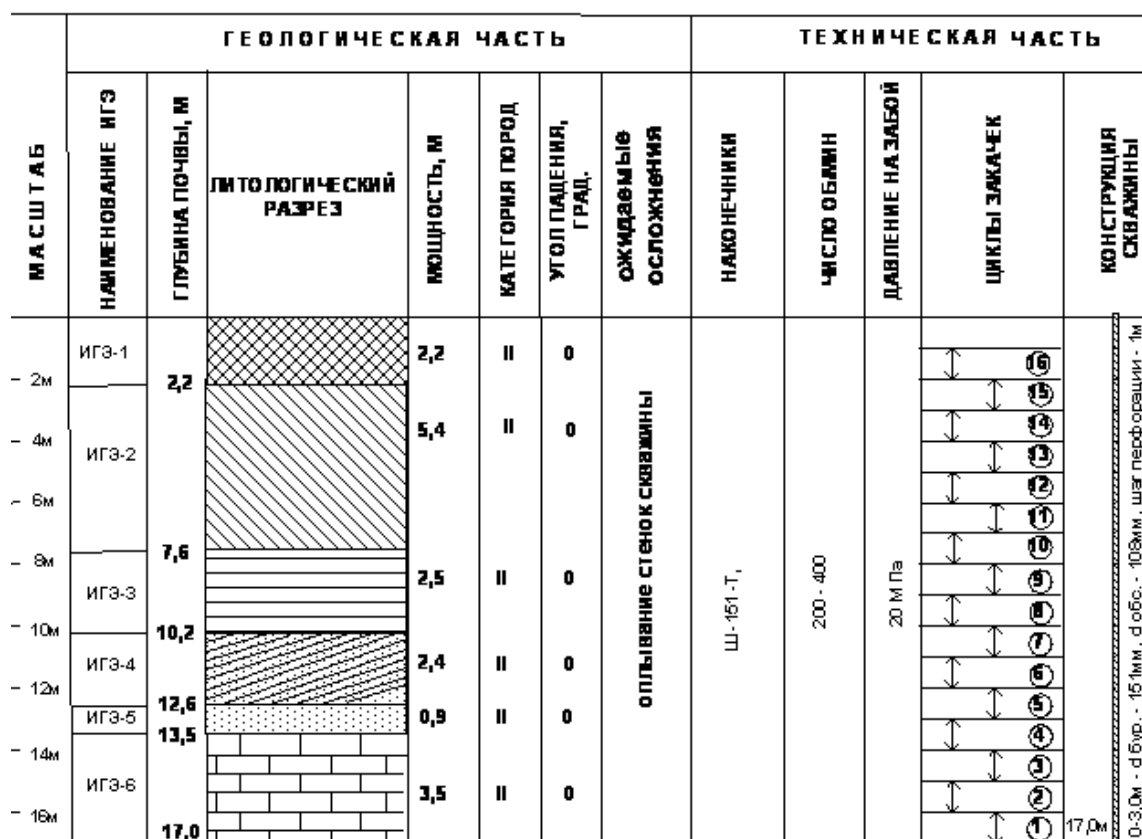 ГЕОЛОГИЧЕСКАЯ ЧАСТЬ
ТЕХНИЧЕСКАЯ ЧАСТЬ
МАСШТАБ
НАИМЕНОВАНИЕ ИГЭ
ГЛУБИНА ПОЧВЫ, М
ЛИТОЛОГИЧЕСКИЙ
РАЗРЕЗ
МОЩНОСТЬ, М
КАТЕГОРИЯ ПОРОД
УГОЛ ПАДЕНИЯ,
ГРАД.
ОЖИДАЕМЫЕ
ОСЛОЖНЕНИЯ
НАКОНЕЧНИКИ
ЧИСЛО ОБ/МИН
ДАВЛЕНИЕ НА ЗАБОЙ
ЦИКЛЫ ЗАКАЧЕК
КОНСТРУКЦИЯ
СКВАЖИНЫ
ИГЭ-1
2,2
II
0
16
2м
2,2
15
ИГЭ-2
5,4
II
0
14
4м
13
12
6м
11
7,6
10
8м
ИГЭ-3
2,5
II
0
9
8
10м
10,2
7
ИГЭ-4
2,4
II
0
6
12м
12,6
5
ИГЭ-5
0,9
II
0
13,5
4
14м
3
ИГЭ-6
3,5
II
0
2
16м
17,0
1
17,0м
оплывание стенок скважины
Ш-151-Т,
200 - 400
20 МПа
0-3,0м - d бур. - 151мм, d обс. - 108мм, шаг перфорации - 1м